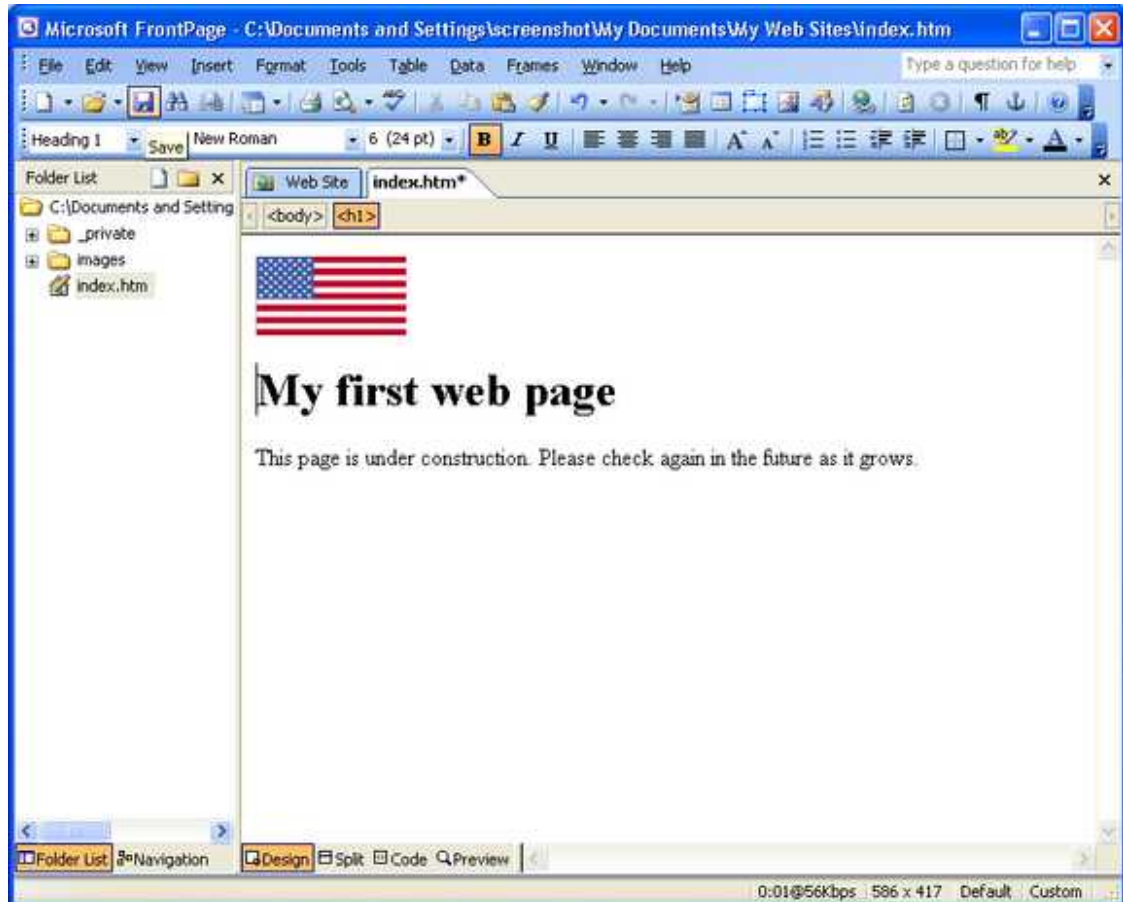 Microsoft FrontPage - C:\Documents and Settings\screenshot\My Documents\My Web Sites\index.htm
File Edit View Insert Format Tools Table Data Frames Window Help Type a question for help
Heading 1 Save New Roman 6 (24 pt) B I U A A ab A
Folder List Web Site index.htm*
C:\Documents and Setting <body> <h1>
_private
images
index.htm
My first web page
This page is under construction. Please check again in the future as it grows.
Folder List Navigation Design Split Code Preview
0:01@56Kbps 586 x 417 Default Custom